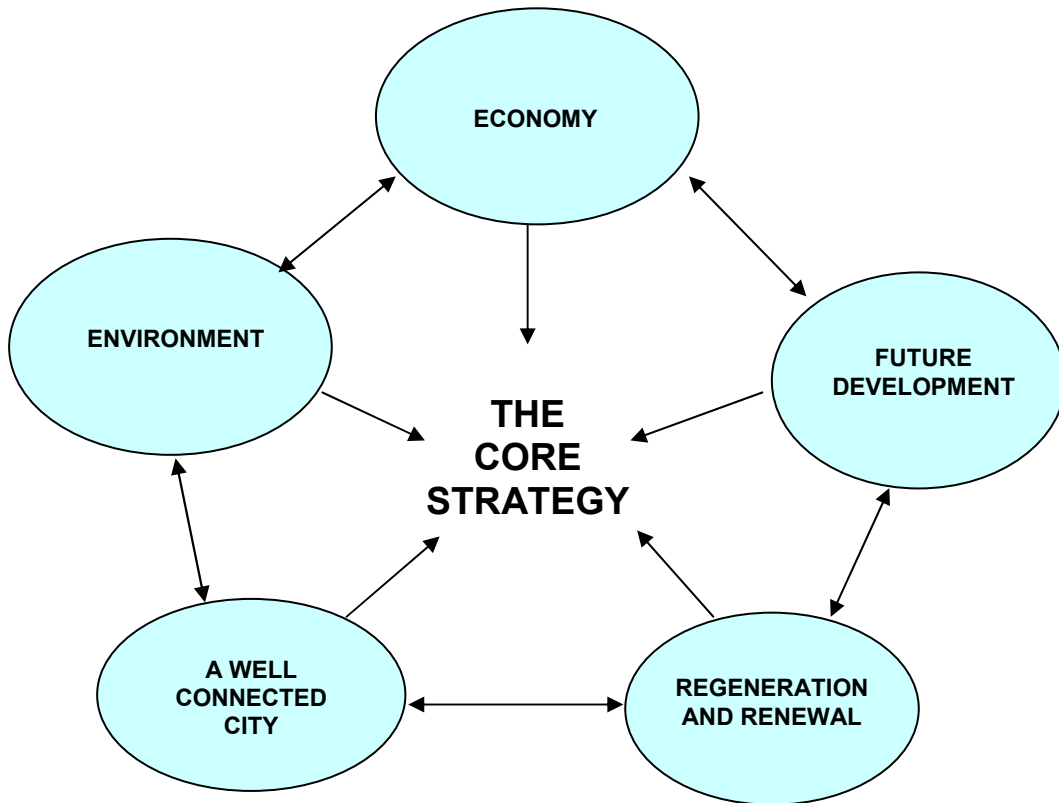 ECONOMY
ENVIRONMENT
FUTURE
DEVELOPMENT
THE
CORE
STRATEGY
A WELL
CONNECTED
CITY
REGENERATION
AND RENEWAL